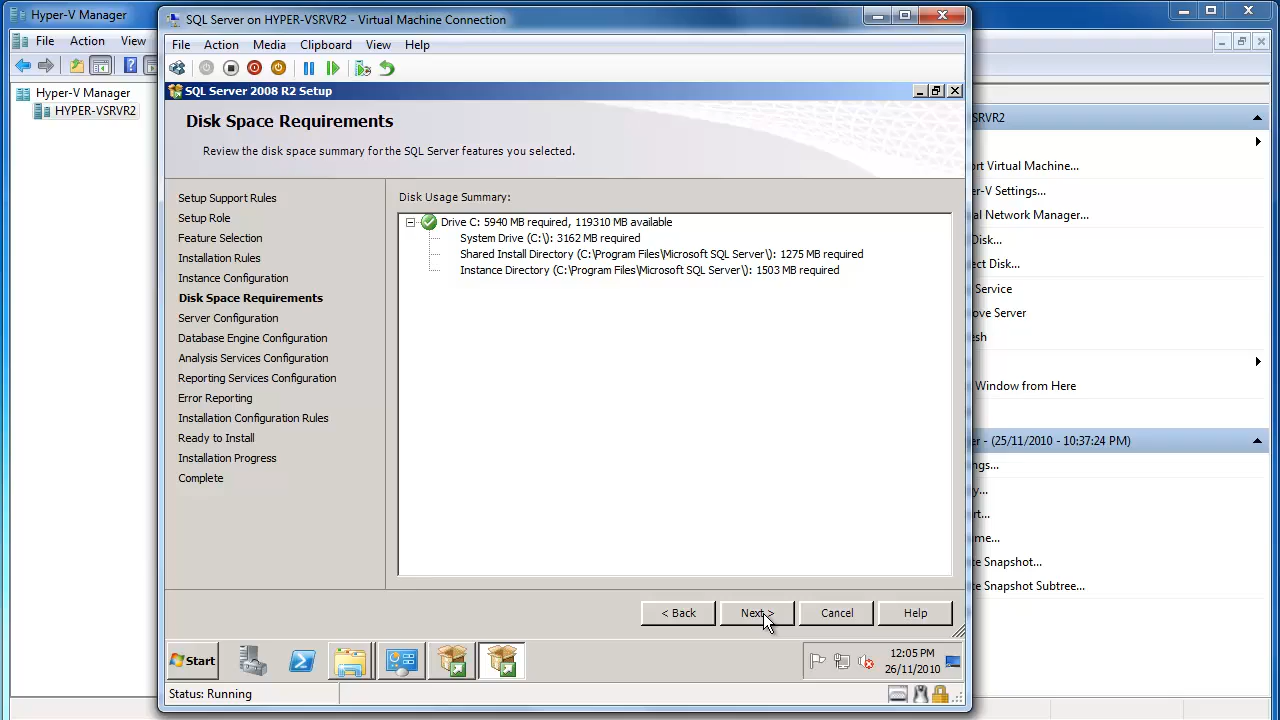 Hyper-V Manager
File Action View
Hyper-V Manager
HYPER-VSRVR2
SQL Server on HYPER-VSRVR2 - Virtual Machine Connection
File Action Media Clipboard View Help
SQL Server 2008 R2 Setup
Disk Space Requirements
Review the disk space summary for the SQL Server features you selected.
Setup Support Rules
Setup Role
Feature Selection
Installation Rules
Instance Configuration
Disk Space Requirements
Server Configuration
Database Engine Configuration
Analysis Services Configuration
Reporting Services Configuration
Error Reporting
Installation Configuration Rules
Ready to Install
Installation Progress
Complete
Disk Usage Summary:
Drive C: 5940 MB required, 119310 MB available
System Drive (C:\): 3162 MB required
Shared Install Directory (C:\Program Files\Microsoft SQL Server\): 1275 MB required
Instance Directory (C:\Program Files\Microsoft SQL Server\): 1503 MB required
< Back Next > Cancel Help
Start
12:05 PM
26/11/2010
Status: Running
SRVR2
ort Virtual Machine...
er-V Settings...
ual Network Manager...
Disk...
ect Disk...
Service
ove Server
esh
Window from Here
er - (25/11/2010 - 10:37:24 PM)
ngs...
y...
rt...
me...
te Snapshot...
te Snapshot Subtree...